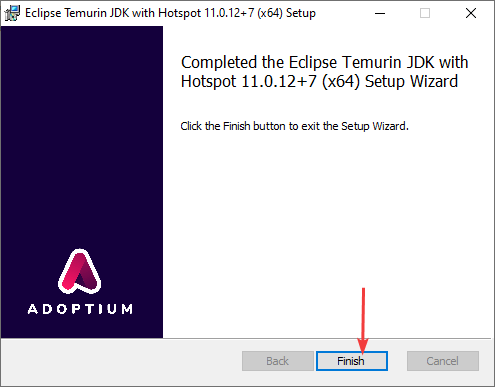 Eclipse Temurin JDK with Hotspot 11.0.12+7 (x64) Setup
Completed the Eclipse Temurin JDK with
Hotspot 11.0.12+7 (x64) Setup Wizard
Click the Finish button to exit the Setup Wizard.
ADOPTIUM
Back
Finish
Cancel